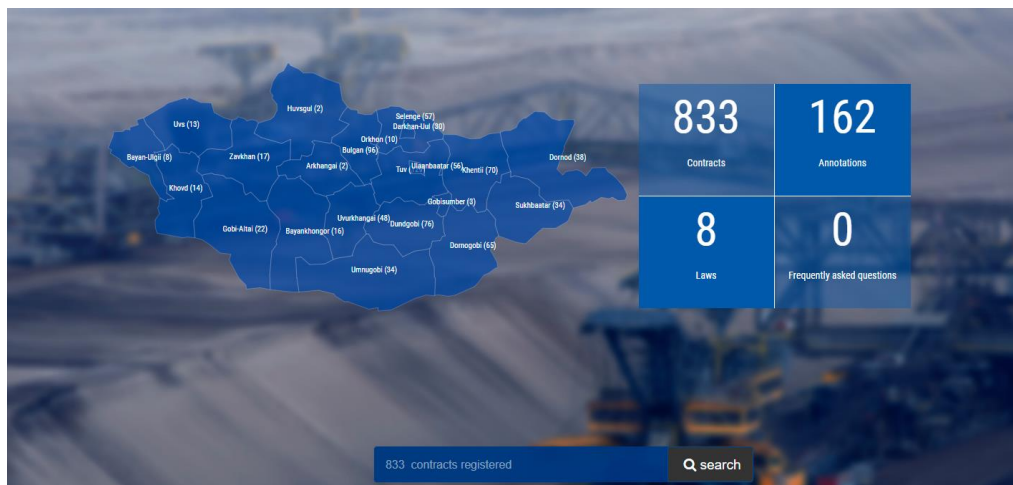 Huvsgul (2)
Selenge (57)
Uvs (13)
Darkhan-Uul (30)
Orkhon (10)
Bulgan (96)
Bayan-Ulgii (8)
Zavkhan (17)
Arkhangai (2)
Tuv
Ulaanbaatar (56)
Khentii (70)
Dornod (38)
Khovd (14)
Gobisumber (3)
Sukhbaatar (34)
Uvurkhangai (48)
Dundgobi (76)
Gobi-Altai (22)
Bayankhongor (16)
Dornogobi (65)
Umnugobi (34)
833
Contracts
162
Annotations
8
Laws
0
Frequently asked questions
833 contracts registered
search